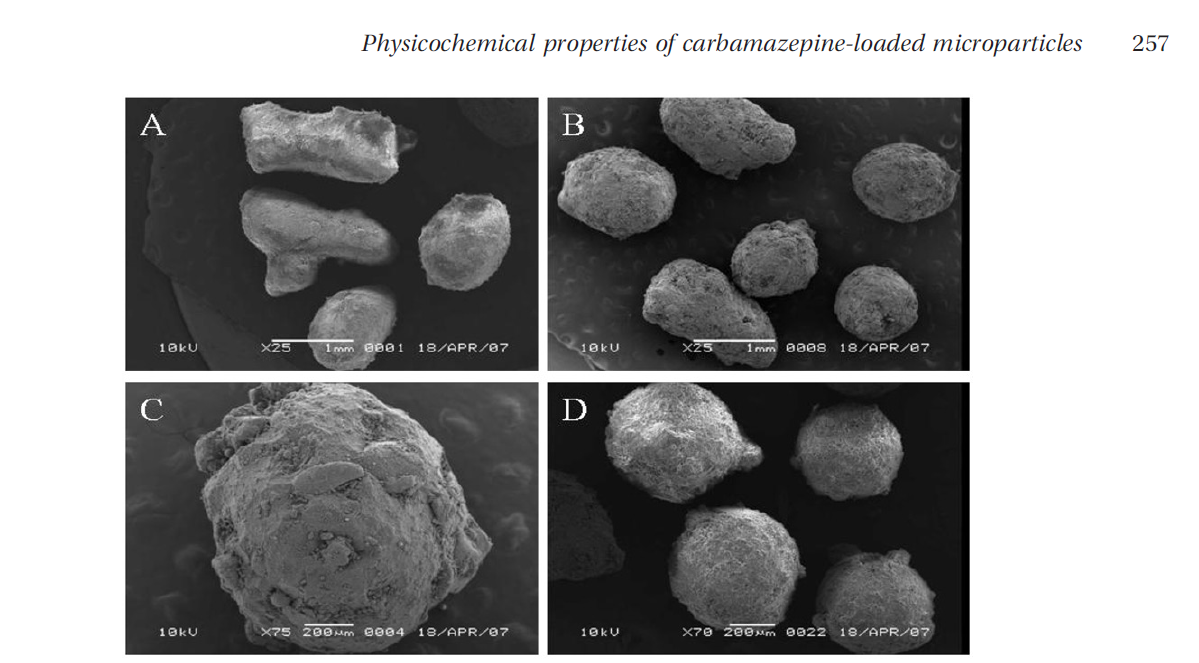 Physicochemical properties of carbamazepine-loaded microparticles 257
A
10kU X25 1mm 0001 18/APR/07
B
10kU X25 1mm 0008 18/APR/07
C
10kU X75 200µm 0004 18/APR/07
D
10kU X70 200µm 0022 18/APR/07